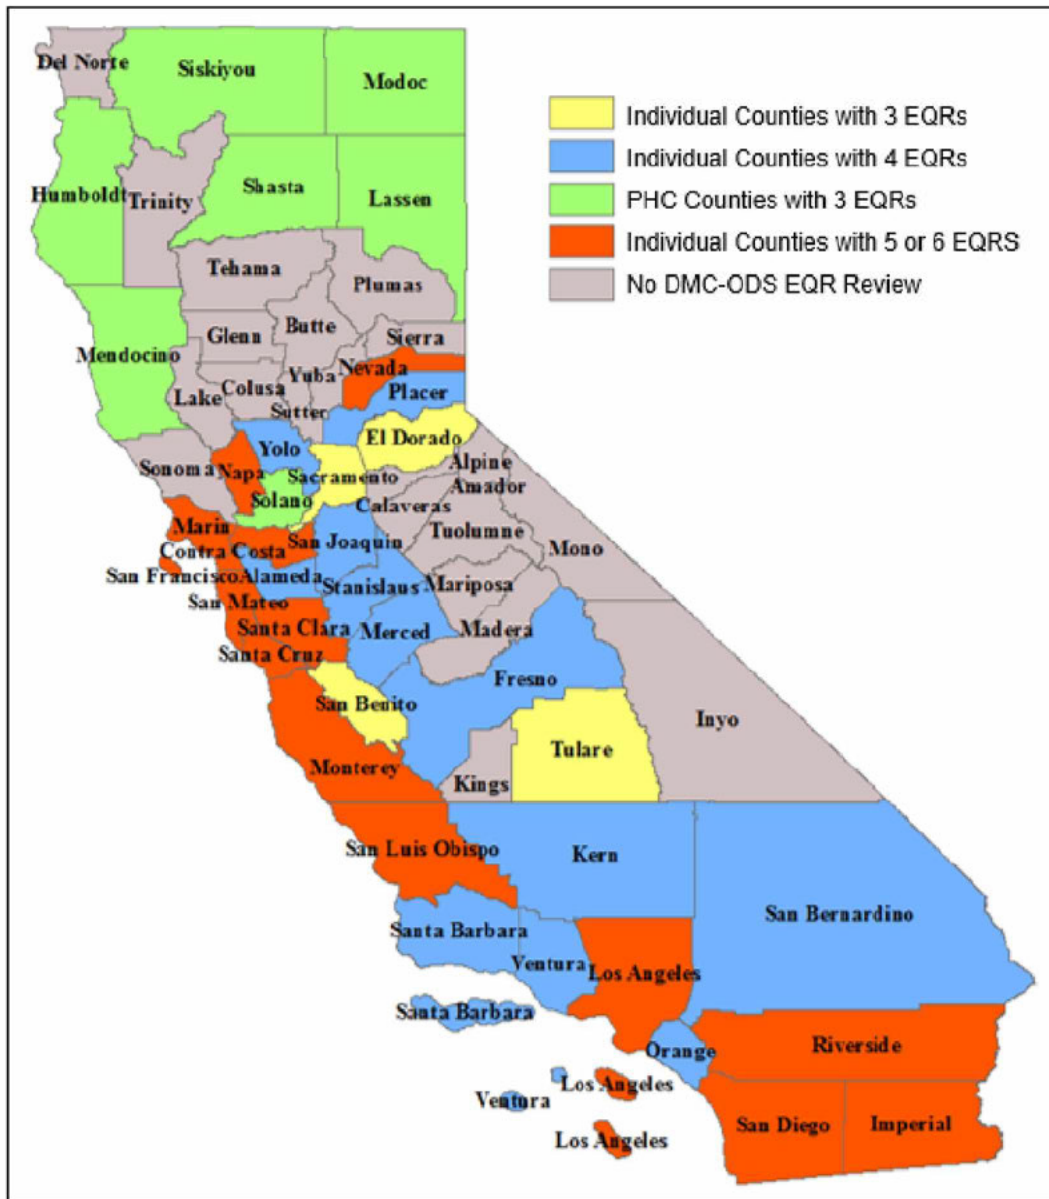 Del Norte
Siskiyou
Modoc
Individual Counties with 3 EQRs
Individual Counties with 4 EQRs
PHC Counties with 3 EQRs
Individual Counties with 5 or 6 EQRS
No DMC-ODS EQR Review
Humboldt
Trinity
Shasta
Lassen
Tehama
Plumas
Glenn
Butte
Sierra
Mendocino
Nevada
Yuba
Colusa
Lake
Placer
Sutter
El Dorado
Yolo
Sonoma
Napa
Sacramento
Alpine
Amador
Solano
Calaveras
Marin
Tuolumne
San Joaquin
Contra Costa
Mono
San Francisco
Alameda
Stanislaus
Mariposa
San Mateo
Santa Clara
Merced
Madera
Santa Cruz
Fresno
San Benito
Inyo
Tulare
Monterey
Kings
San Luis Obispo
Kern
San Bernardino
Santa Barbara
Ventura
Los Angeles
Santa Barbara
Orange
Riverside
Los Angeles
Ventura
San Diego
Imperial
Los Angeles